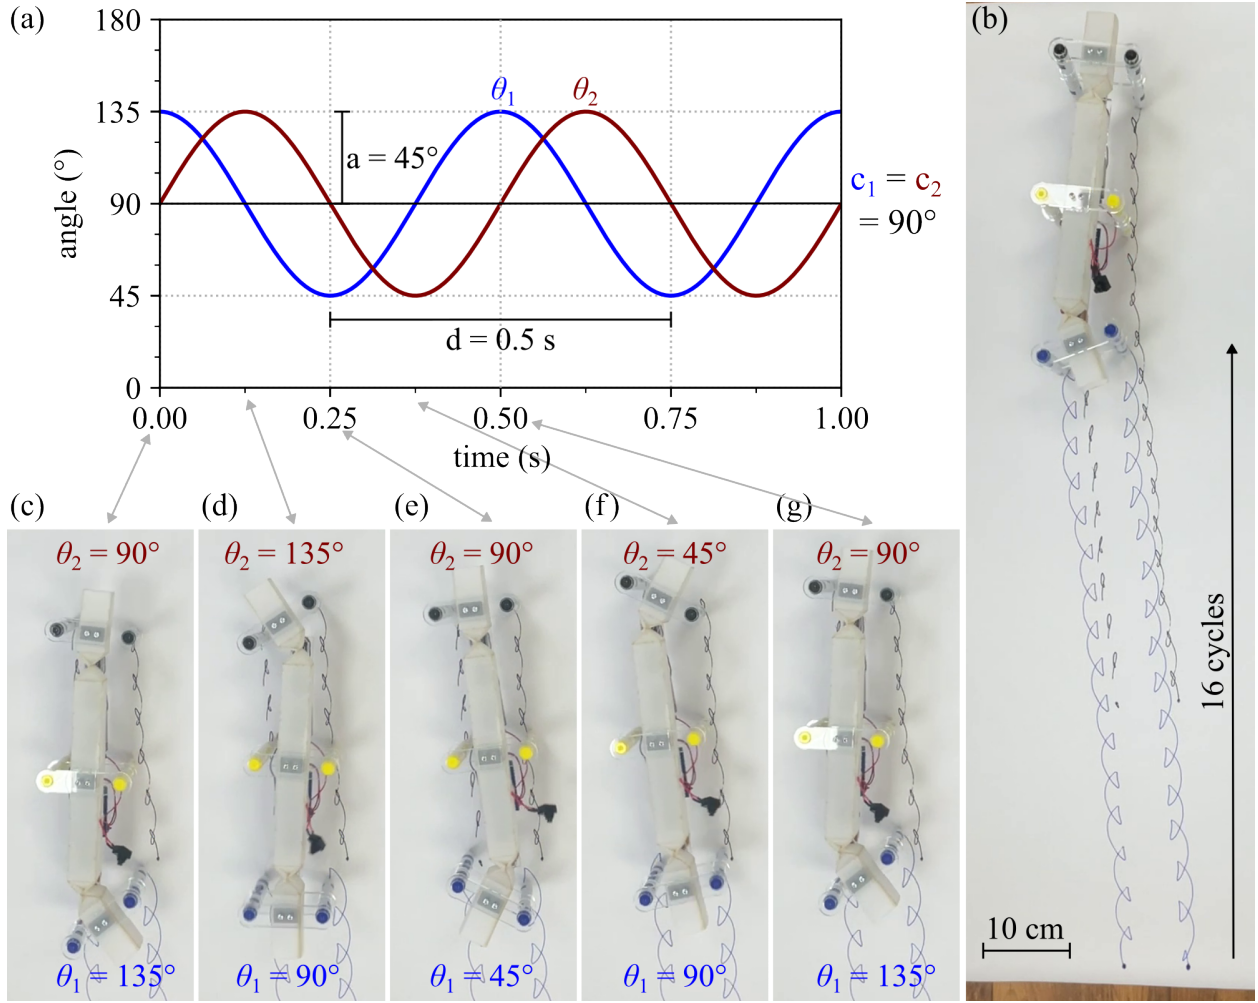 (a)
180
135
90
45
0
angle (°)
θ1
θ2
a = 45°
c1 = c2
= 90°
d = 0.5 s
0.00
0.25
0.50
0.75
1.00
time (s)
(b)
16 cycles
10 cm
(c)
(d)
(e)
(f)
(g)
θ2 = 90°
θ2 = 135°
θ2 = 90°
θ2 = 45°
θ2 = 90°
θ1 = 135°
θ1 = 90°
θ1 = 45°
θ1 = 90°
θ1 = 135°